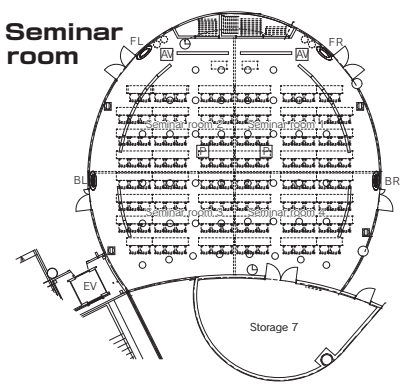 Seminar
room
FL
FR
AV
AV
Seminar room 2
Seminar room
P
P
BL
BR
Seminar room 3
Seminar room 4
EV
Storage 7